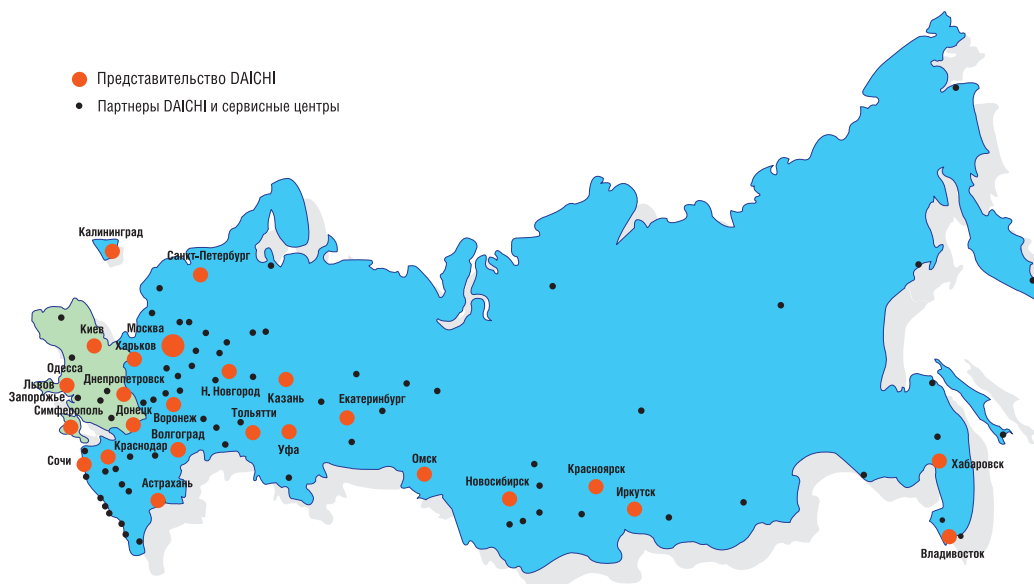 Представительство DAICHI
Партнеры DAICHI и сервисные центры
Калининград
Санкт-Петербург
Киев
Москва
Харьков
Одесса
Львов
Днепропетровск
Запорожье
Симферополь
Донецк
Н. Новгород
Казань
Екатеринбург
Воронеж
Тольятти
Волгоград
Уфа
Сочи
Краснодар
Астрахань
Омск
Новосибирск
Красноярск
Иркутск
Хабаровск
Владивосток